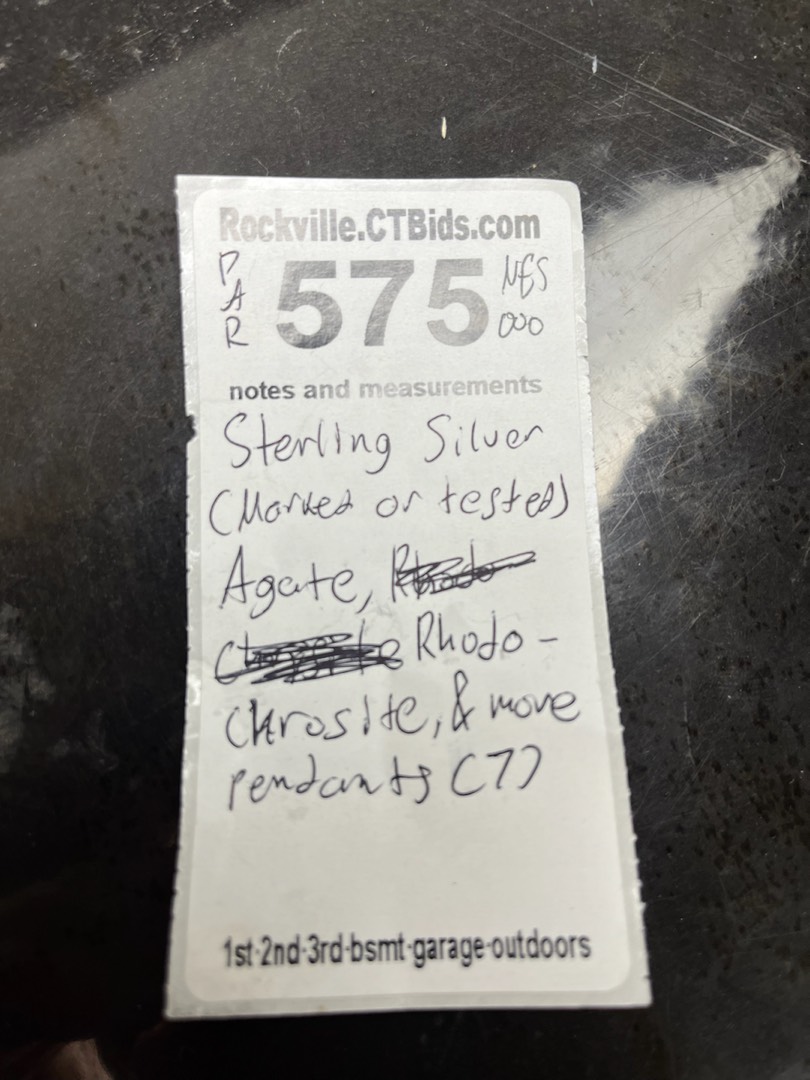 Rockville.CTBids.com
PAR 575 NES
000
notes and measurements
Sterling Silver
(Marked or tested)
Agate,
Rhodo-
Chrosite, & more
pendants (7)
1st-2nd-3rd-bsmt-garage-outdoors